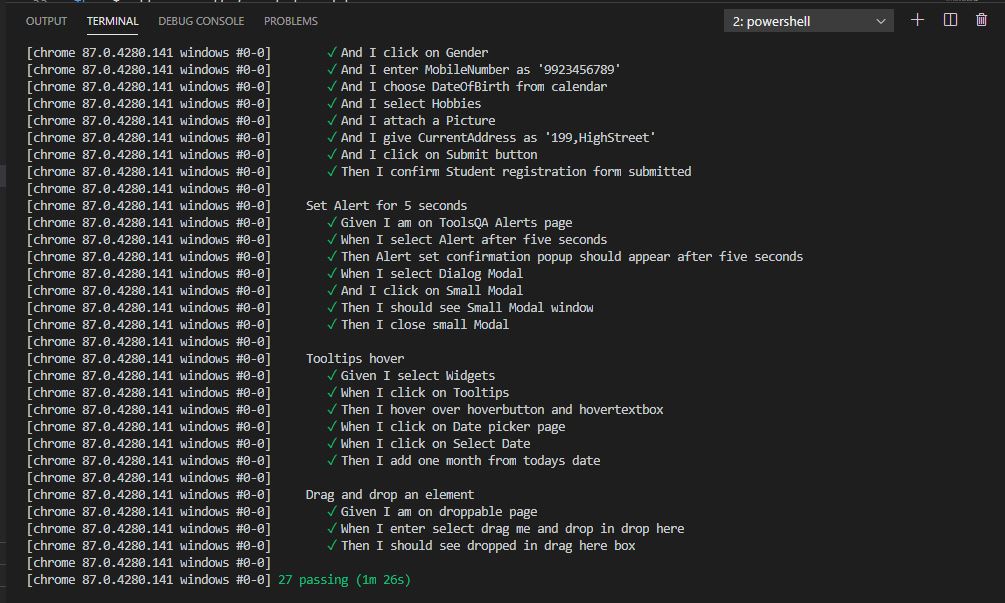 OUTPUT TERMINAL DEBUG CONSOLE PROBLEMS 2: powershell
[chrome 87.0.4280.141 windows #0-0] ✓ And I click on Gender
[chrome 87.0.4280.141 windows #0-0] ✓ And I enter MobileNumber as '9923456789'
[chrome 87.0.4280.141 windows #0-0] ✓ And I choose DateOfBirth from calendar
[chrome 87.0.4280.141 windows #0-0] ✓ And I select Hobbies
[chrome 87.0.4280.141 windows #0-0] ✓ And I attach a Picture
[chrome 87.0.4280.141 windows #0-0] ✓ And I give CurrentAddress as '199,HighStreet'
[chrome 87.0.4280.141 windows #0-0] ✓ And I click on Submit button
[chrome 87.0.4280.141 windows #0-0] ✓ Then I confirm Student registration form submitted
[chrome 87.0.4280.141 windows #0-0]
[chrome 87.0.4280.141 windows #0-0] Set Alert for 5 seconds
[chrome 87.0.4280.141 windows #0-0] ✓ Given I am on ToolsQA Alerts page
[chrome 87.0.4280.141 windows #0-0] ✓ When I select Alert after five seconds
[chrome 87.0.4280.141 windows #0-0] ✓ Then Alert set confirmation popup should appear after five seconds
[chrome 87.0.4280.141 windows #0-0] ✓ When I select Dialog Modal
[chrome 87.0.4280.141 windows #0-0] ✓ And I click on Small Modal
[chrome 87.0.4280.141 windows #0-0] ✓ Then I should see Small Modal window
[chrome 87.0.4280.141 windows #0-0] ✓ Then I close small Modal
[chrome 87.0.4280.141 windows #0-0]
[chrome 87.0.4280.141 windows #0-0] Tooltips hover
[chrome 87.0.4280.141 windows #0-0] ✓ Given I select Widgets
[chrome 87.0.4280.141 windows #0-0] ✓ When I click on Tooltips
[chrome 87.0.4280.141 windows #0-0] ✓ Then I hover over hoverbutton and hovertextbox
[chrome 87.0.4280.141 windows #0-0] ✓ When I click on Date picker page
[chrome 87.0.4280.141 windows #0-0] ✓ When I click on Select Date
[chrome 87.0.4280.141 windows #0-0] ✓ Then I add one month from todays date
[chrome 87.0.4280.141 windows #0-0]
[chrome 87.0.4280.141 windows #0-0] Drag and drop an element
[chrome 87.0.4280.141 windows #0-0] ✓ Given I am on droppable page
[chrome 87.0.4280.141 windows #0-0] ✓ When I enter select drag me and drop in drop here
[chrome 87.0.4280.141 windows #0-0] ✓ Then I should see dropped in drag here box
[chrome 87.0.4280.141 windows #0-0]
[chrome 87.0.4280.141 windows #0-0] 27 passing (1m 26s)